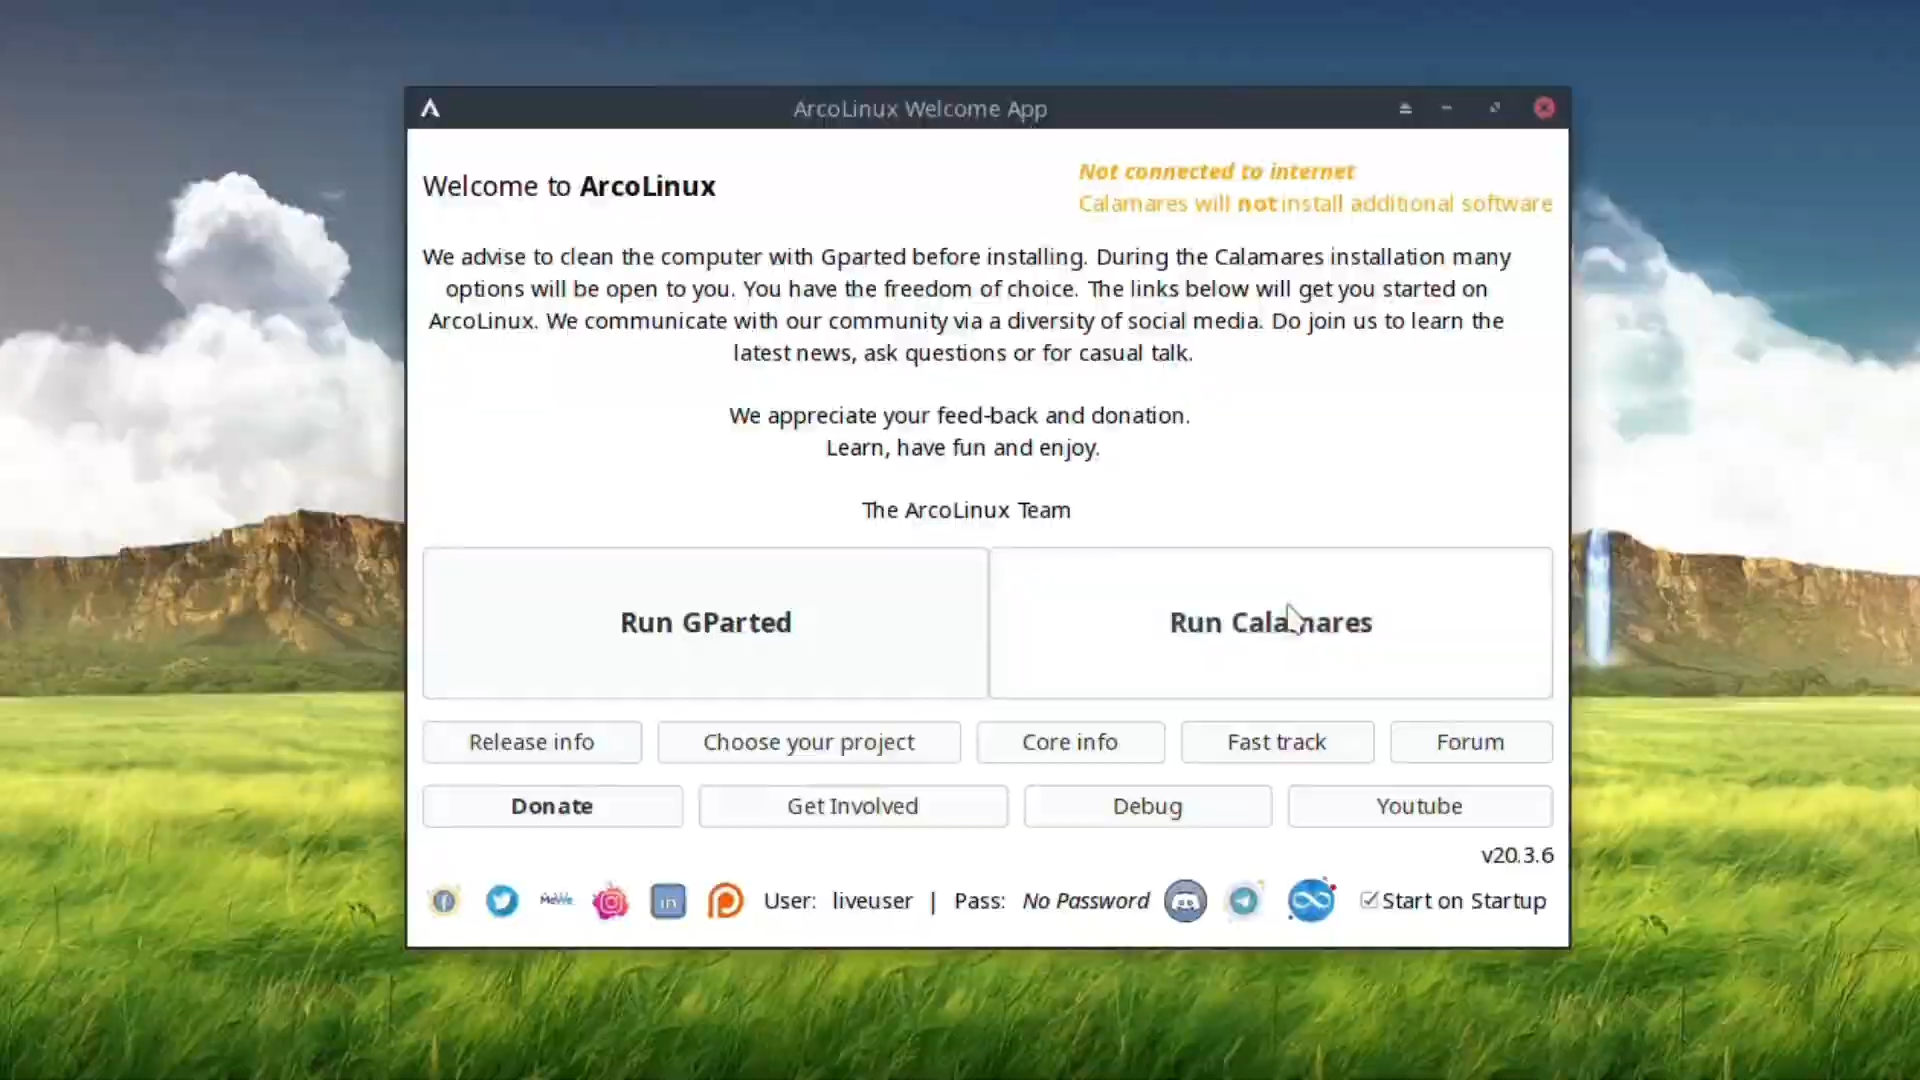 ArcoLinux Welcome App
Welcome to ArcoLinux
Not connected to internet
Calamares will not install additional software
We advise to clean the computer with Gparted before installing. During the Calamares installation many
options will be open to you. You have the freedom of choice. The links below will get you started on
ArcoLinux. We communicate with our community via a diversity of social media. Do join us to learn the
latest news, ask questions or for casual talk.
We appreciate your feed-back and donation.
Learn, have fun and enjoy.
The ArcoLinux Team
Run GParted
Run Calamares
Release info
Choose your project
Core info
Fast track
Forum
Donate
Get Involved
Debug
Youtube
v20.3.6
MeWe
in
User: liveuser | Pass: No Password
Start on Startup